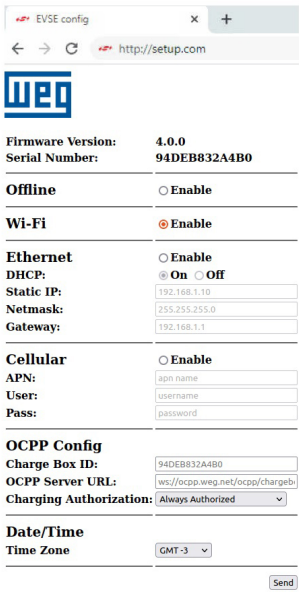 EVSE config × +
http://setup.com
weg
Firmware Version: 4.0.0
Serial Number: 94DEB832A4B0
Offline Enable
Wi-Fi Enable
Ethernet Enable
DHCP: On Off
Static IP: 192.168.1.10
Netmask: 255.255.255.0
Gateway: 192.168.1.1
Cellular Enable
APN: apn name
User: username
Pass: password
OCPP Config
Charge Box ID: 94DEB832A4B0
OCPP Server URL: ws://ocpp.weg.net/ocpp/chargeb
Charging Authorization: Always Authorized
Date/Time
Time Zone GMT -3
Send